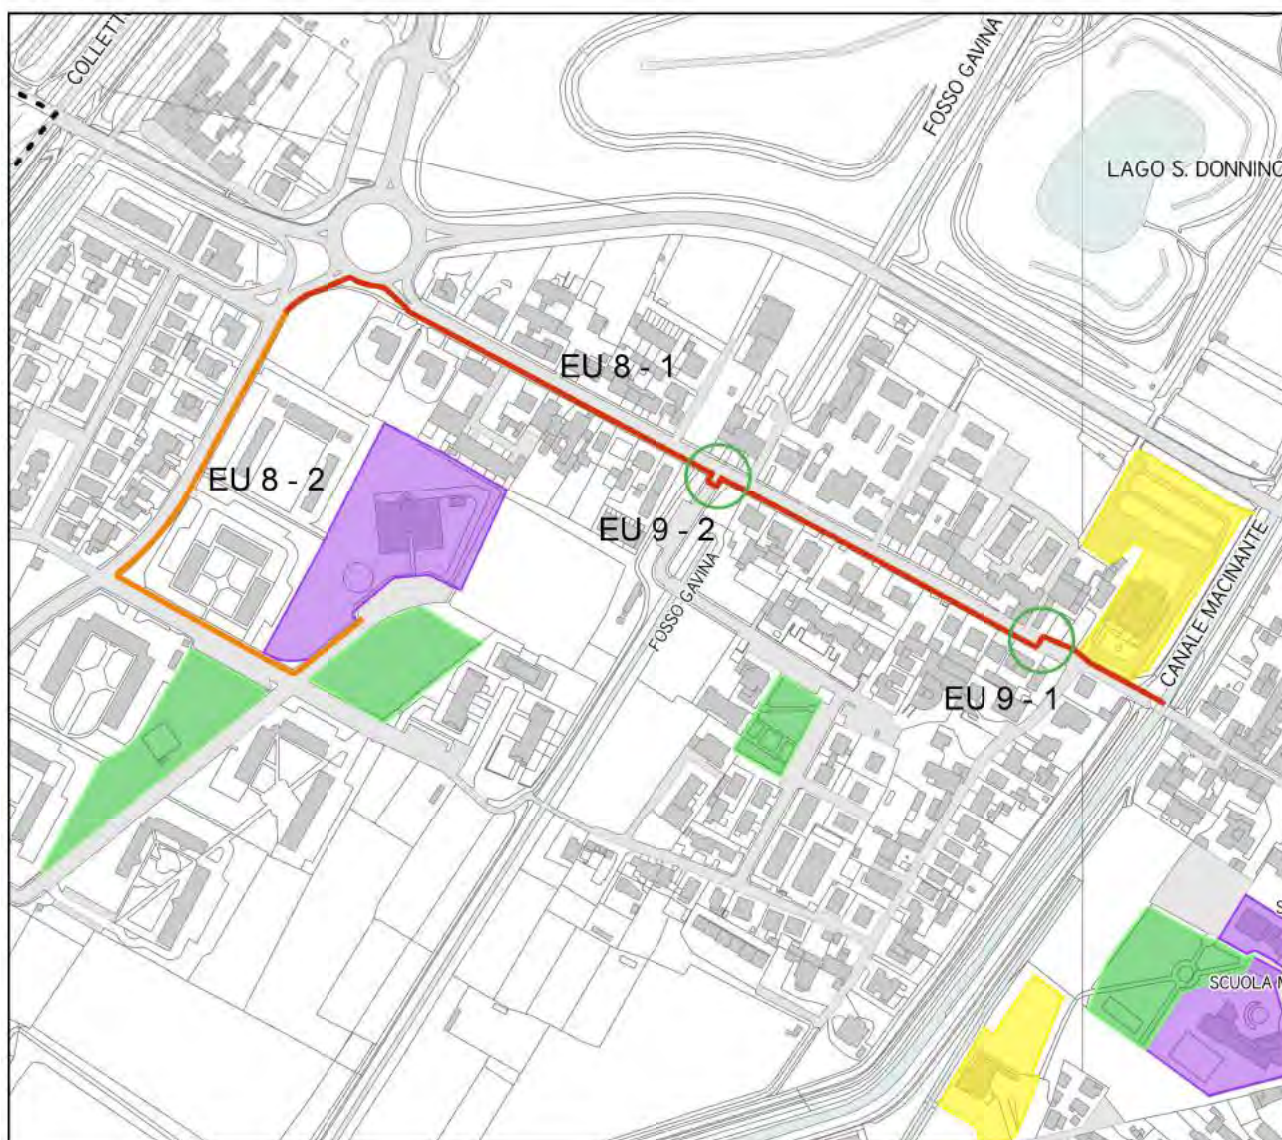 COLLETT
FOSSO GAVINA
LAGO S. DONNINO
EU 8 - 1
EU 8 - 2
EU 9 - 2
FOSSO GAVINA
CANALE MACINANTE
EU 9 - 1
S
SCUOLA M